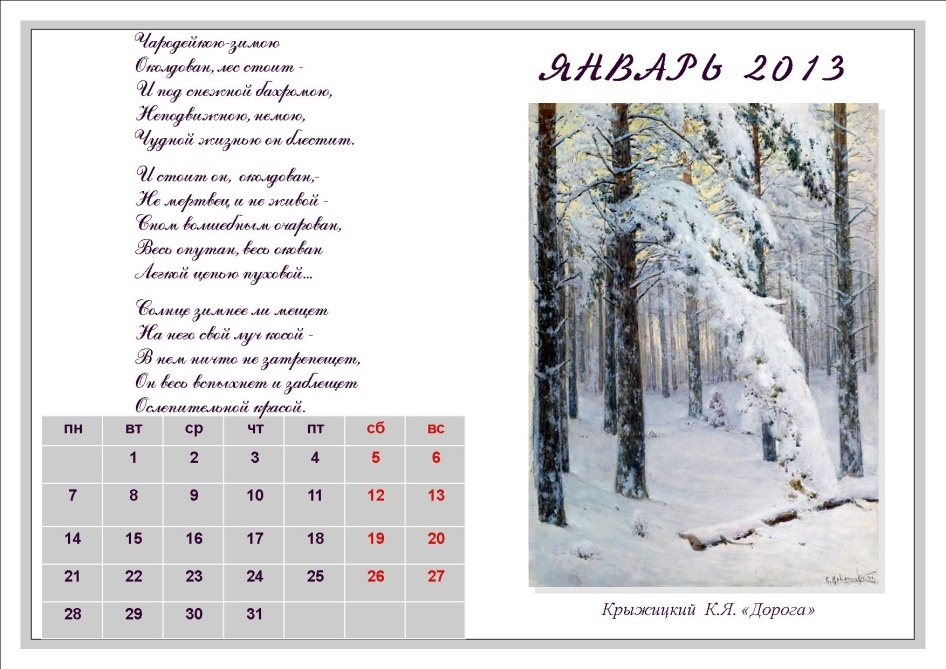 Чародейкою-зимою
Околдован, лес стоит -
И под снежной бахромою,
Неподвижною, немою,
Чудной жизнью он блестит.
И стоит он, околдован,-
Не мертвец и не живой -
Сном волшебным очарован,
Весь опутан, весь окован
Легкой цепью пуховой...
Солнце зимнее ли мещет
На него свой луч косой -
В нем ничто не затрепещет,
Он весь вспыхнет и заблещет
Ослепительной красой.
пн вт ср чт пт сб вс
1 2 3 4 5 6
7 8 9 10 11 12 13
14 15 16 17 18 19 20
21 22 23 24 25 26 27
28 29 30 31
ЯНВАРЬ 2013
Крыжицкий К.Я. «Дорога»